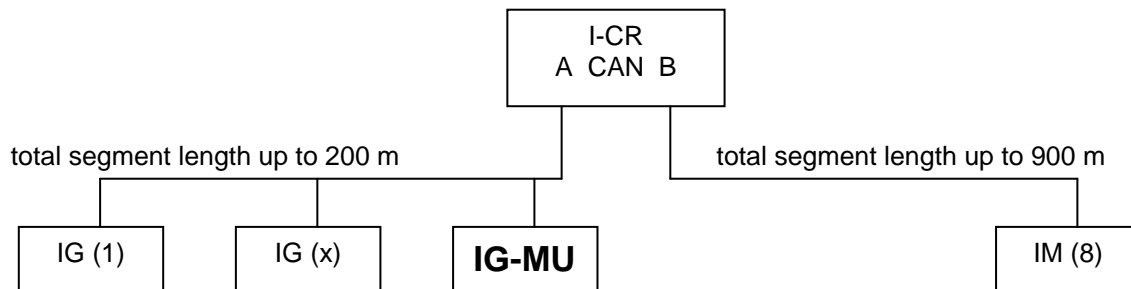 I-CR
A CAN B
total segment length up to 200 m
total segment length up to 900 m
IG (1)
IG (x)
IG-MU
IM (8)